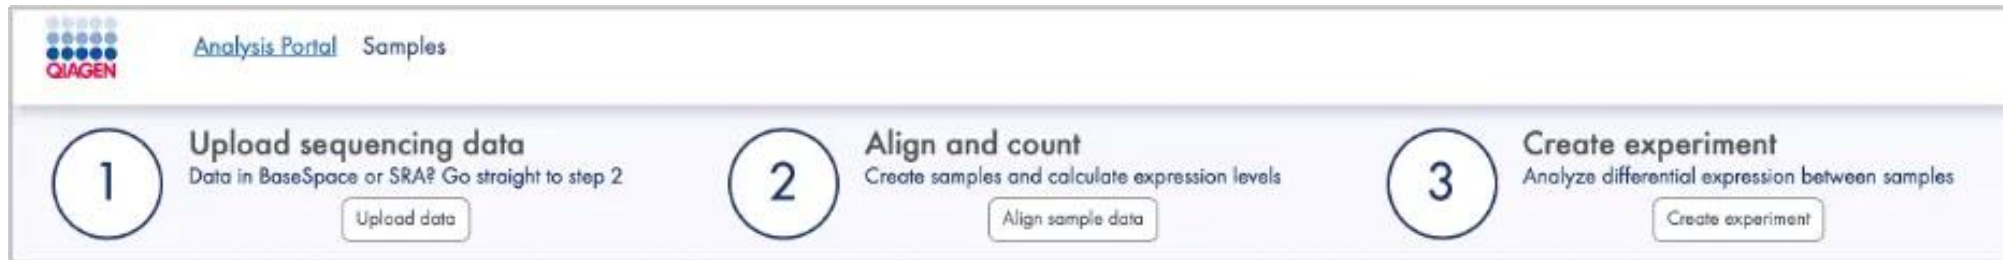 QIAGEN
Analysis Portal Samples
1
Upload sequencing data
Data in BaseSpace or SRA? Go straight to step 2
Upload data
2
Align and count
Create samples and calculate expression levels
Align sample data
3
Create experiment
Analyze differential expression between samples
Create experiment